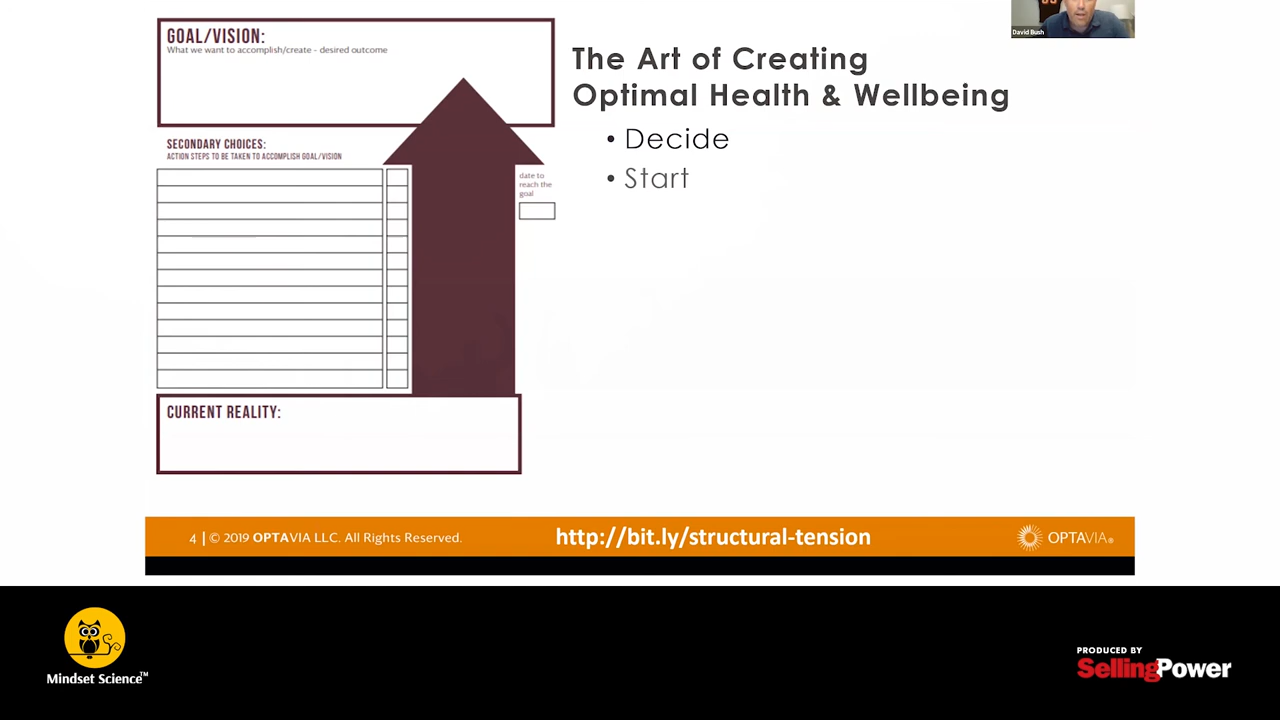 David Bush
GOAL/VISION:
What we want to accomplish/create - desired outcome
SECONDARY CHOICES:
ACTION STEPS TO BE TAKEN TO ACCOMPLISH GOAL/VISION
date to
reach the
goal
CURRENT REALITY:
The Art of Creating
Optimal Health & Wellbeing
• Decide
• Start
4 | © 2019 OPTAVIA LLC. All Rights Reserved.
http://bit.ly/structural-tension
OPTAVIA®
Mindset Science™
PRODUCED BY
SellingPower